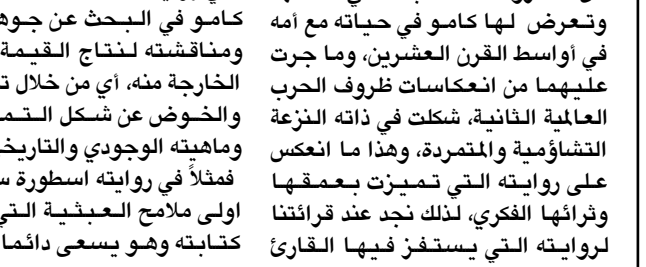 وتعرض لها كامو في حياته مع أمه
في أواسط القرن العشرين، وما جرت
عليهما من انعكاسات ظروف الحرب
العالمية الثانية، شكلت في ذاته النزعة
التشاؤمية والمتمردة، وهذا ما انعكس
على روايته التي تميزت بعمقها
وثرائها الفكري، لذلك نجد عند قرائتنا
لروايته التي يستفز فيها القارئ
كامو في البحث عن
ومناقشته لنتاج القيمة
الخارجة منه، أي من خلال
والخوض عن شكل
وماهيته الوجودي
فمثلاً في روايته اسطورة
اولى ملامح العبثية
كتابته وهو يسعى دائما